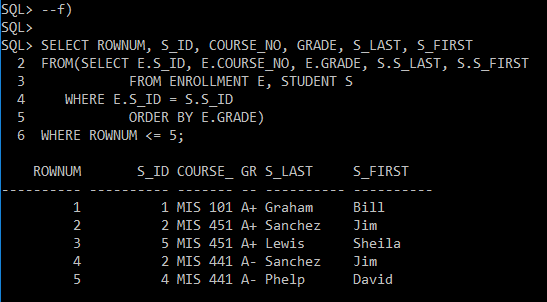 SQL> --f)
SQL>
SQL> SELECT ROWNUM, S_ID, COURSE_NO, GRADE, S_LAST, S_FIRST
  2  FROM(SELECT E.S_ID, E.COURSE_NO, E.GRADE, S.S_LAST, S.S_FIRST
  3             FROM ENROLLMENT E, STUDENT S
  4     WHERE E.S_ID = S.S_ID
  5             ORDER BY E.GRADE)
  6  WHERE ROWNUM <= 5;
    ROWNUM       S_ID COURSE_ GR S_LAST     S_FIRST
---------- ---------- ------- -- ---------- ----------
         1          1 MIS 101 A+ Graham     Bill
         2          2 MIS 451 A+ Sanchez    Jim
         3          5 MIS 451 A+ Lewis      Sheila
         4          2 MIS 441 A- Sanchez    Jim
         5          4 MIS 441 A- Phelp      David